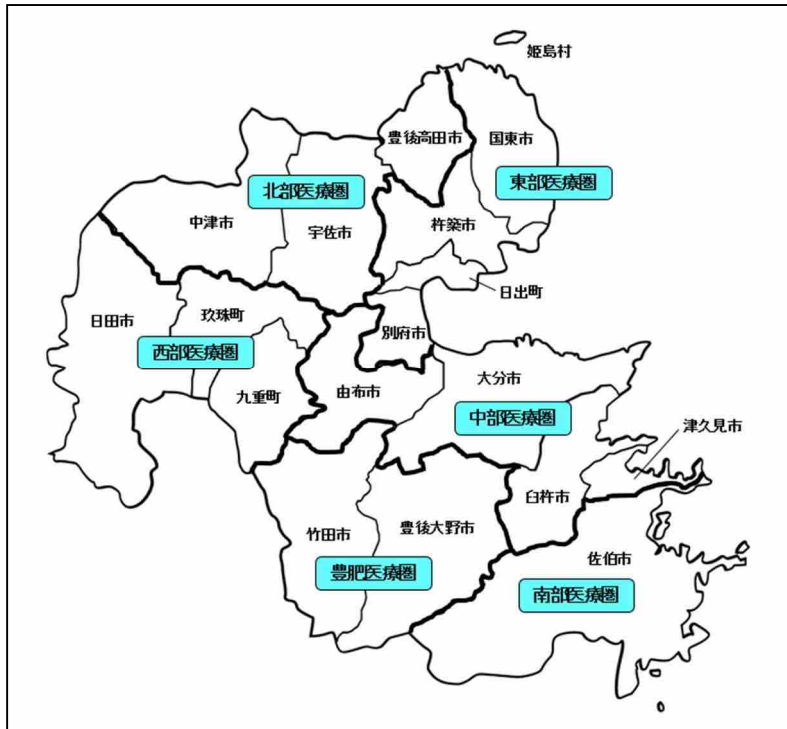 姫島村
豊後高田市
国東市
東部医療圏
北部医療圏
中津市
宇佐市
杵築市
日出町
日田市
玖珠町
別府市
西部医療圏
九重町
由布市
大分市
中部医療圏
津久見市
臼杵市
竹田市
豊後大野市
佐伯市
豊肥医療圏
南部医療圏